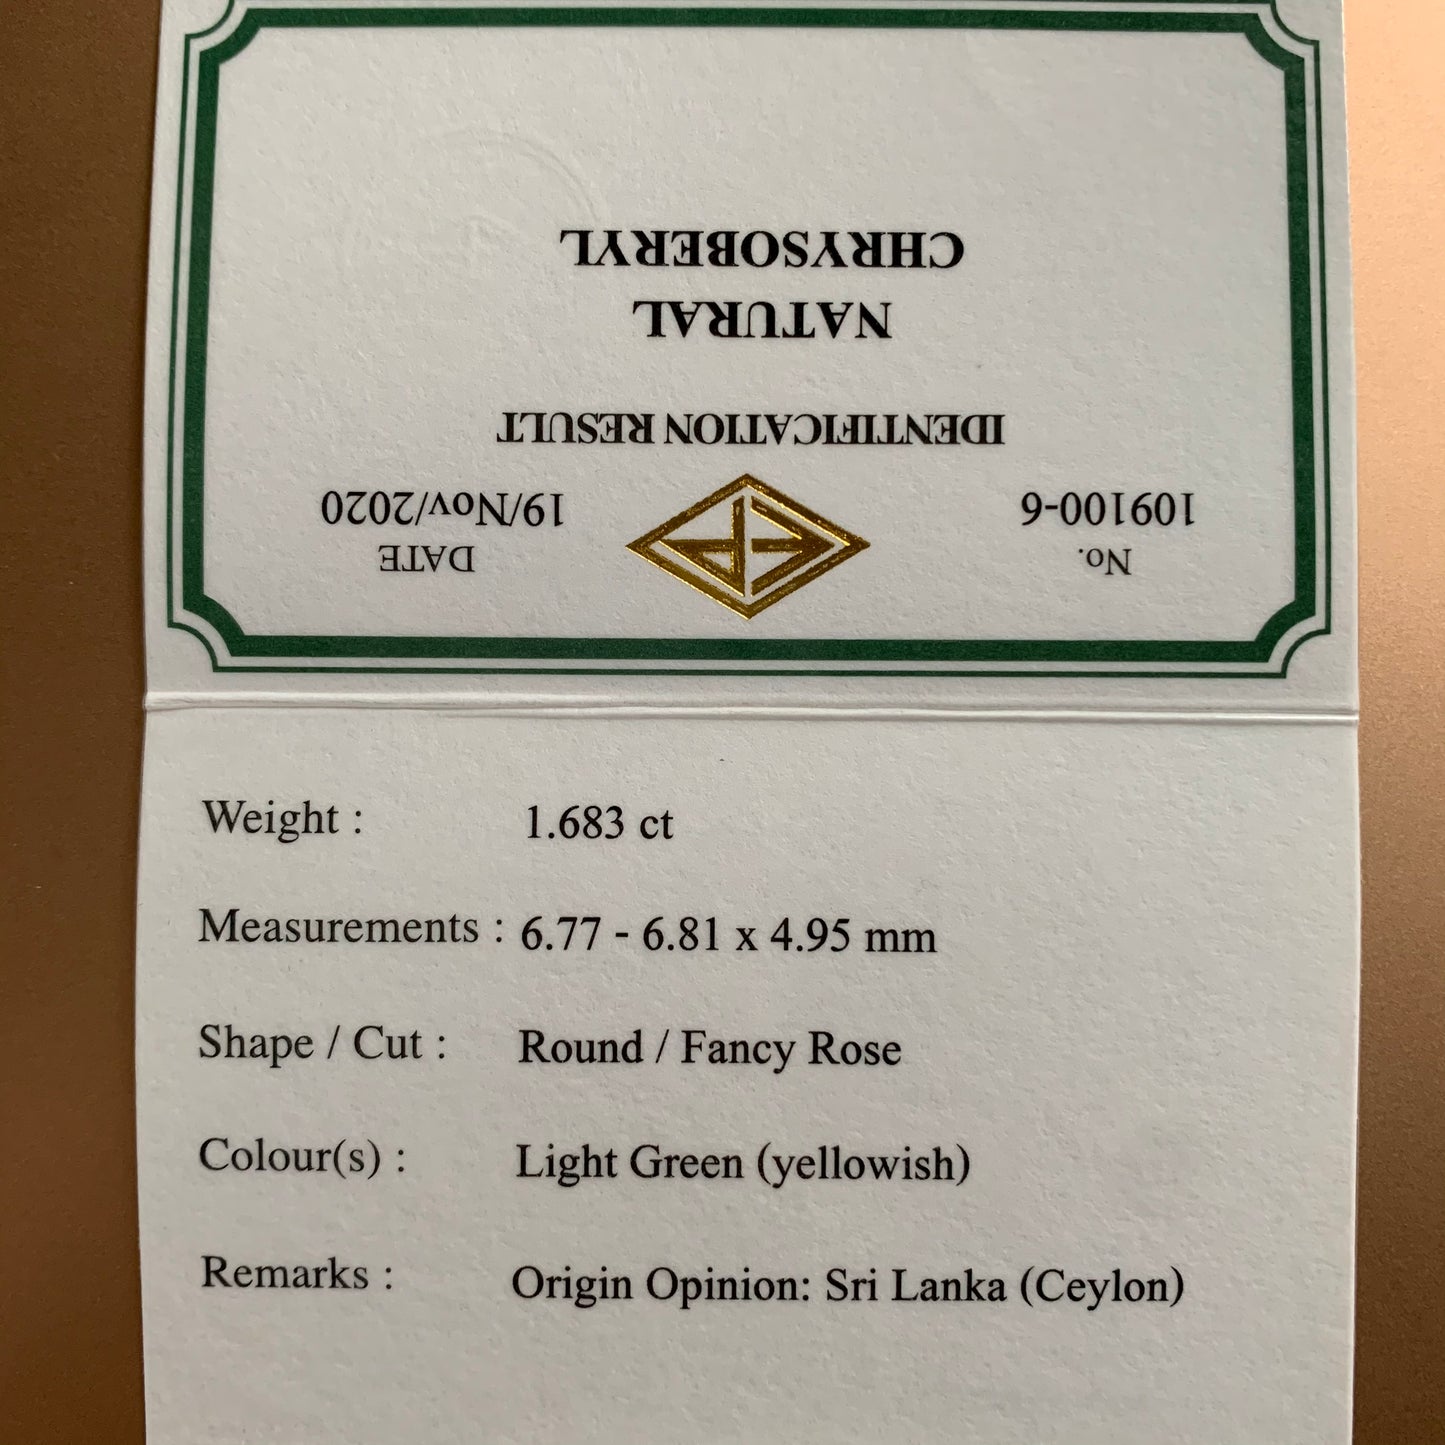 No. DATE
109100-6 19/Nov/2020
IDENTIFICATION RESULT
NATURAL
CHRYSOBERYL
Weight : 1.683 ct
Measurements : 6.77 - 6.81 x 4.95 mm
Shape / Cut : Round / Fancy Rose
Colour(s) : Light Green (yellowish)
Remarks : Origin Opinion: Sri Lanka (Ceylon)